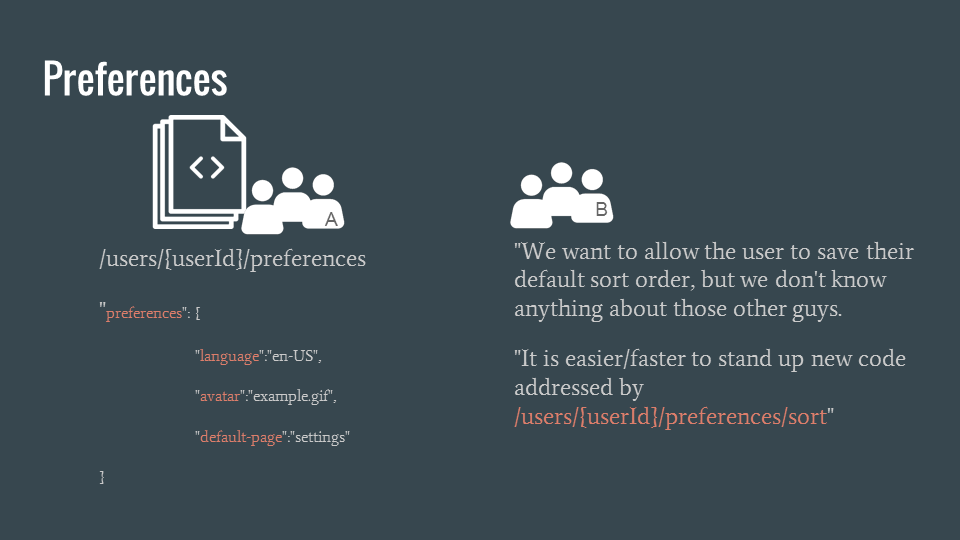 Preferences
<>
A
/users/{userId}/preferences
"preferences": {
"language":"en-US",
"avatar":"example.gif",
"default-page":"settings"
}
B
"We want to allow the user to save their
default sort order, but we don't know
anything about those other guys.
"It is easier/faster to stand up new code
addressed by
/users/{userId}/preferences/sort"